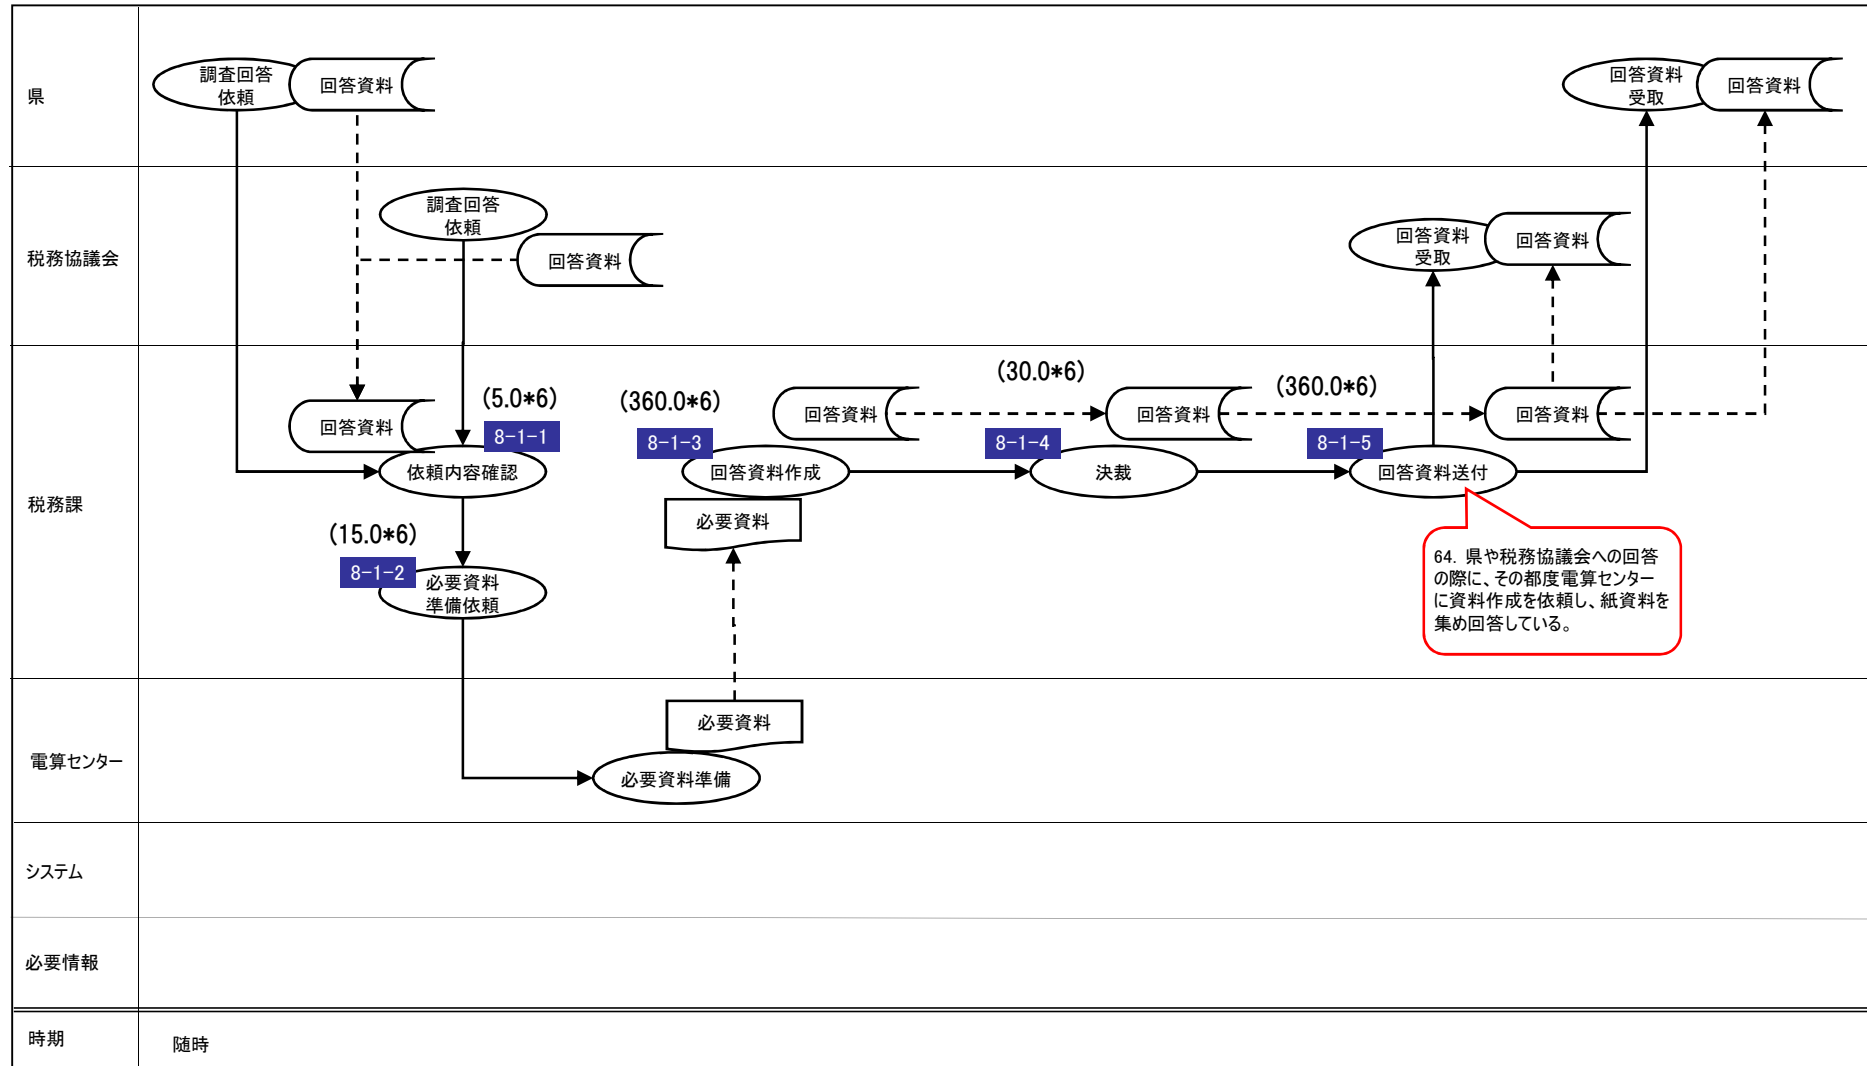 県
調査回答
依頼
回答資料
回答資料
受取
回答資料
税務協議会
調査回答
依頼
回答資料
回答資料
受取
回答資料
税務課
回答資料
(5.0*6)
8-1-1
依頼内容確認
(15.0*6)
8-1-2
必要資料
準備依頼
(360.0*6)
8-1-3
回答資料作成
必要資料
回答資料
(30.0*6)
8-1-4
決裁
回答資料
(360.0*6)
8-1-5
回答資料送付
回答資料
64. 県や税務協議会への回答
の際に、その都度電算センター
に資料作成を依頼し、紙資料を
集め回答している。
電算センター
必要資料
必要資料準備
システム
必要情報
時期
随時